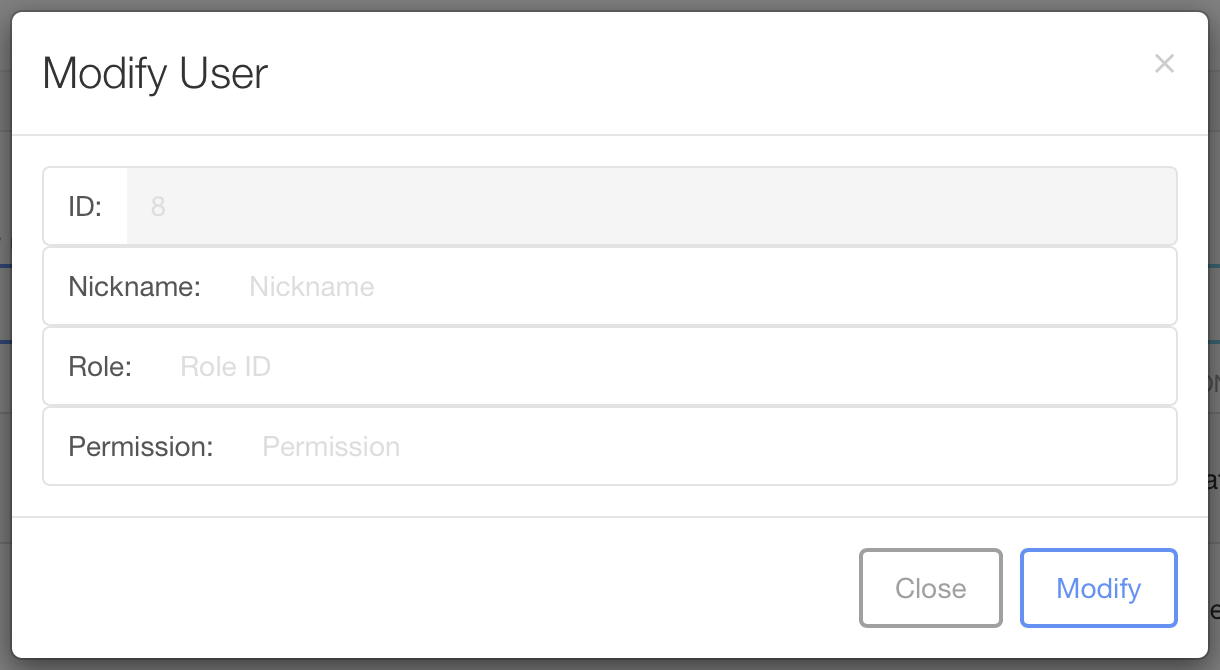 Modify User
×
ID: 8
Nickname: Nickname
Role: Role ID
Permission: Permission
Close Modify